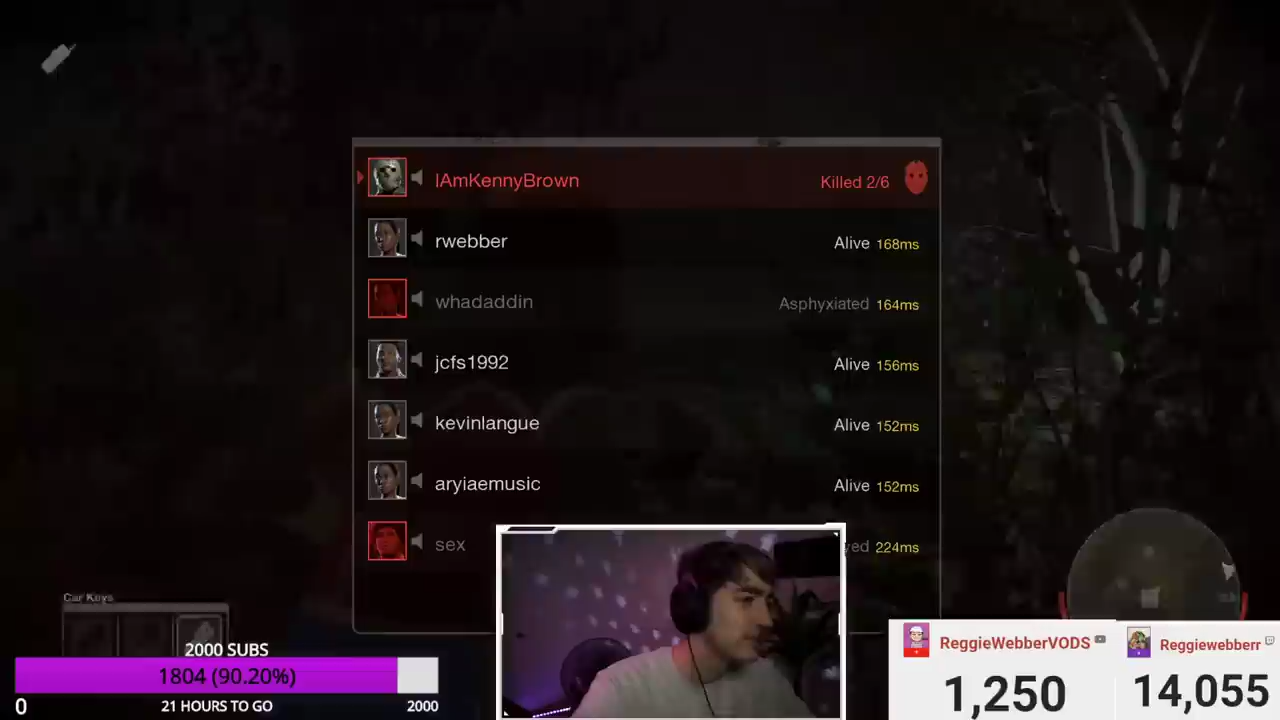 IAmKennyBrown Killed 2/6
rwebber Alive 168ms
whadaddin Asphyxiated 164ms
jcfs1992 Alive 156ms
kevinlangue Alive 152ms
aryiaemusic Alive 152ms
sex yed 224ms
Car Keys
2000 SUBS
1804 (90.20%)
0 21 HOURS TO GO 2000
ReggieWebberVODS
1,250
Reggiewebberr
14,055